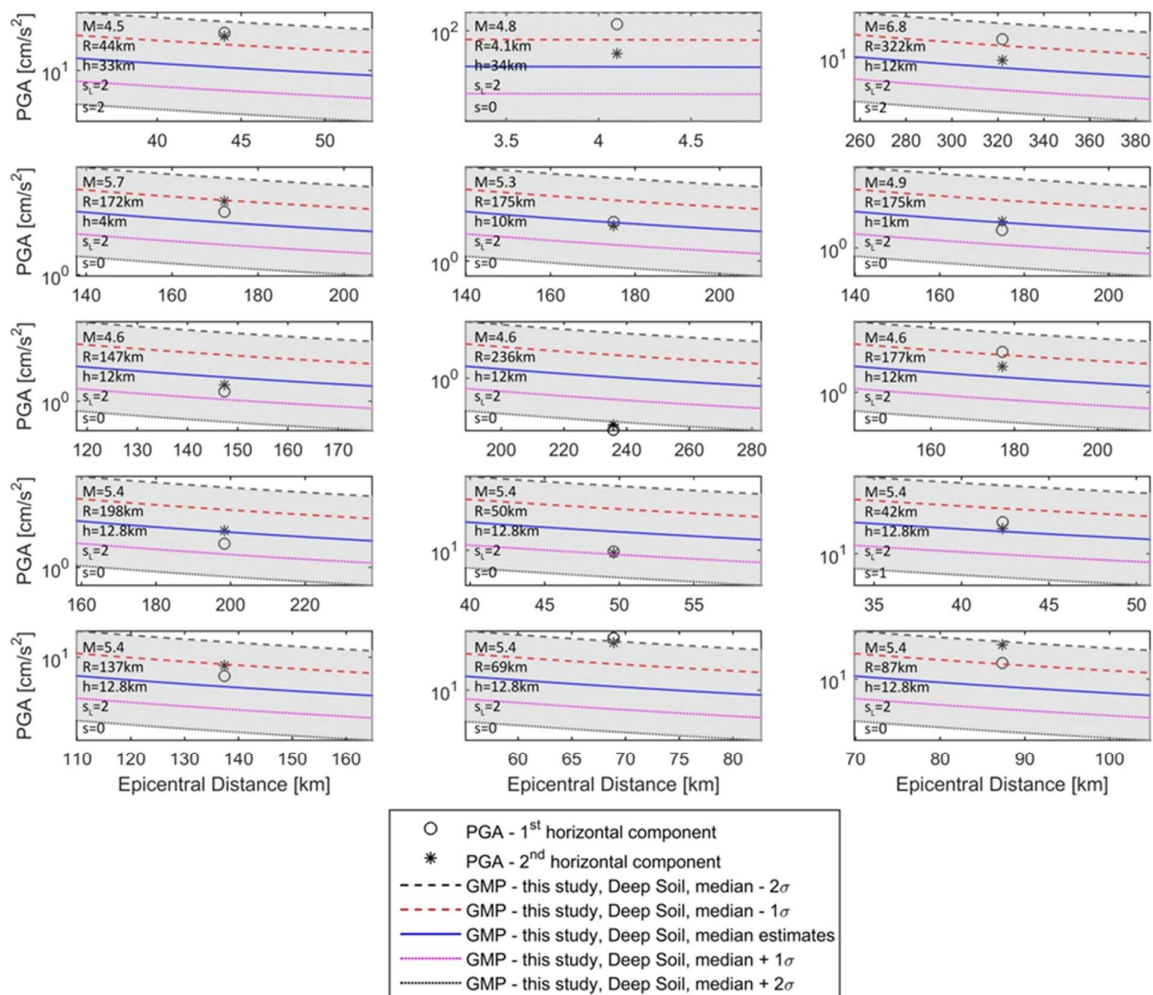 PGA [cm/s²]
10¹
M=4.5
R=44km
h=33km
s_L=2
s=2
40 45 50
10²
M=4.8
R=4.1km
h=34km
s_L=2
s=0
3.5 4 4.5
10¹
M=6.8
R=322km
h=12km
s_L=2
s=2
260 280 300 320 340 360 380
PGA [cm/s²]
10⁰
M=5.7
R=172km
h=4km
s_L=2
s=0
140 160 180 200
10⁰
M=5.3
R=175km
h=10km
s_L=2
s=0
140 160 180 200
10⁰
M=4.9
R=175km
h=1km
s_L=2
s=0
140 160 180 200
PGA [cm/s²]
10⁰
M=4.6
R=147km
h=12km
s_L=2
s=0
120 130 140 150 160 170
10⁰
M=4.6
R=236km
h=12km
s_L=2
s=0
200 220 240 260 280
10⁰
M=4.6
R=177km
h=12km
s_L=2
s=0
160 180 200
PGA [cm/s²]
10⁰
M=5.4
R=198km
h=12.8km
s_L=2
s=0
160 180 200 220
10¹
M=5.4
R=50km
h=12.8km
s_L=2
s=0
40 45 50 55
10¹
M=5.4
R=42km
h=12.8km
s_L=2
s=1
35 40 45 50
PGA [cm/s²]
10¹
M=5.4
R=137km
h=12.8km
s_L=2
s=0
110 120 130 140 150 160
Epicentral Distance [km]
10¹
M=5.4
R=69km
h=12.8km
s_L=2
s=0
60 65 70 75 80
Epicentral Distance [km]
10¹
M=5.4
R=87km
h=12.8km
s_L=2
s=0
70 80 90 100
Epicentral Distance [km]
PGA - 1st horizontal component
PGA - 2nd horizontal component
GMP - this study, Deep Soil, median - 2σ
GMP - this study, Deep Soil, median - 1σ
GMP - this study, Deep Soil, median estimates
GMP - this study, Deep Soil, median + 1σ
GMP - this study, Deep Soil, median + 2σ